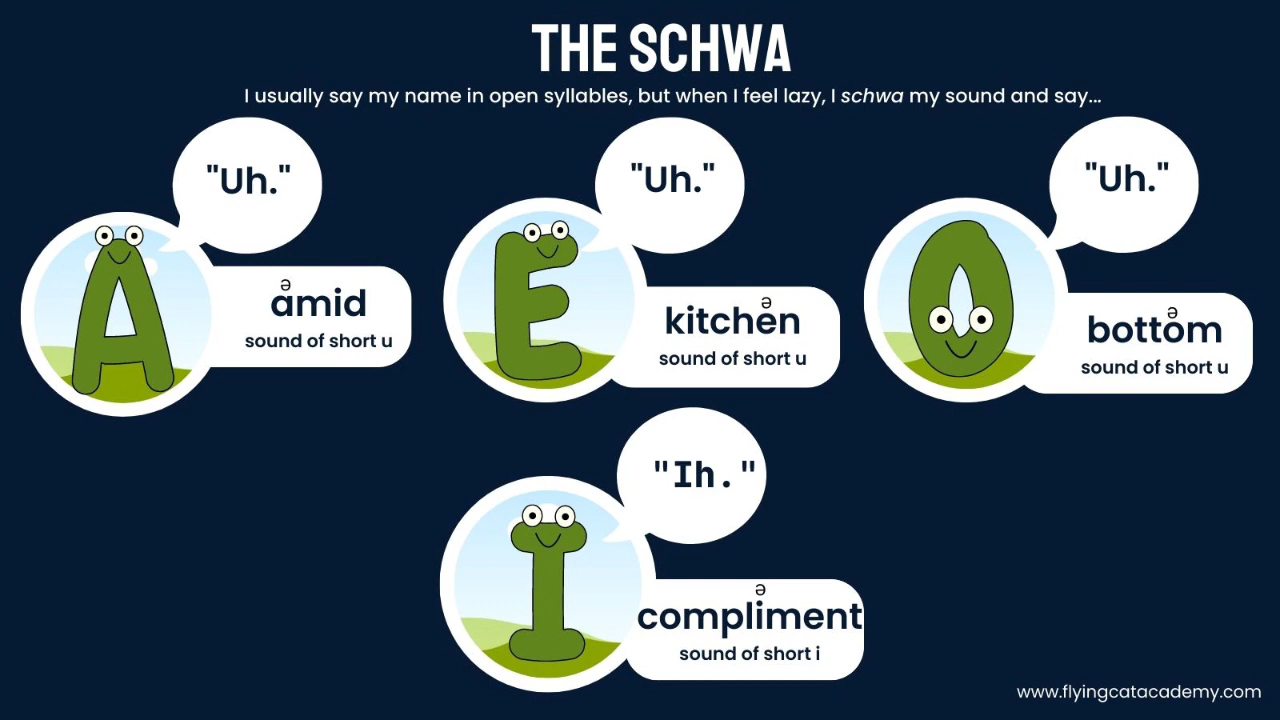 THE SCHWA
I usually say my name in open syllables, but when I feel lazy, I schwa my sound and say...
"Uh."
ə
amid
sound of short u
"Uh."
ə
kitchen
sound of short u
"Uh."
ə
bottom
sound of short u
"Ih."
ə
compliment
sound of short i
www.flyingcatacademy.com